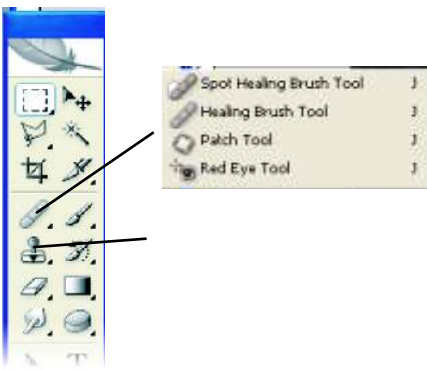 Spot Healing Brush Tool J
Healing Brush Tool J
Patch Tool J
Red Eye Tool J
T